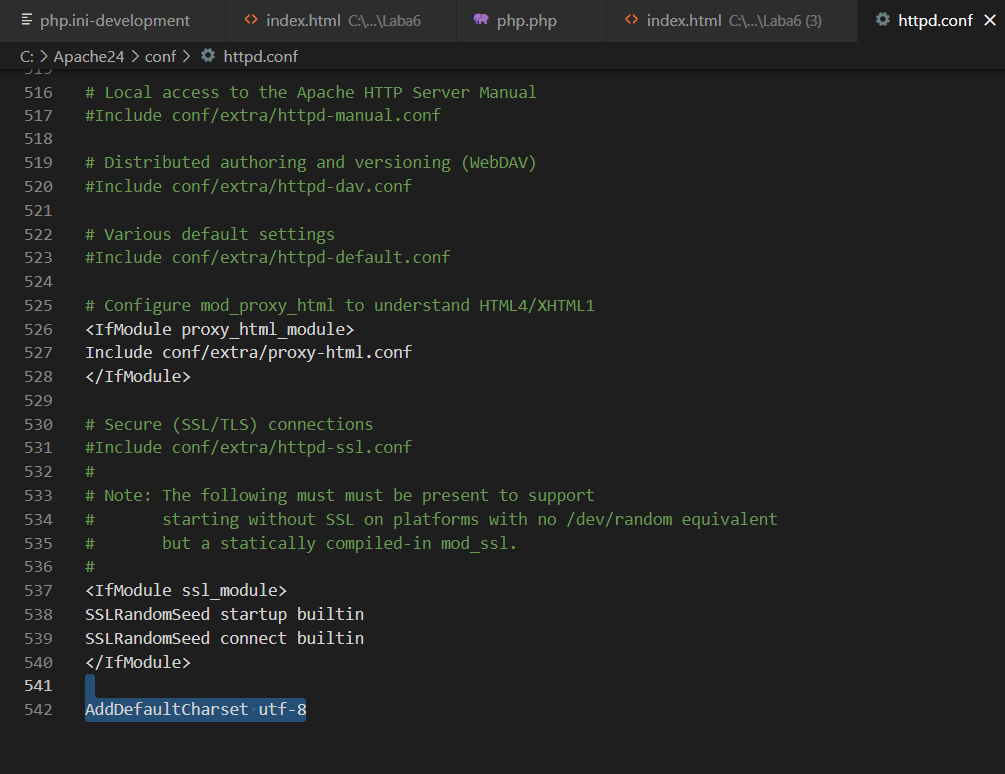 php.ini-development index.html C:\...\Laba6 php.php index.html C:\...\Laba6 (3) httpd.conf
C: > Apache24 > conf > httpd.conf
515
516 # Local access to the Apache HTTP Server Manual
517 #Include conf/extra/httpd-manual.conf
518
519 # Distributed authoring and versioning (WebDAV)
520 #Include conf/extra/httpd-dav.conf
521
522 # Various default settings
523 #Include conf/extra/httpd-default.conf
524
525 # Configure mod_proxy_html to understand HTML4/XHTML1
526 <IfModule proxy_html_module>
527 Include conf/extra/proxy-html.conf
528 </IfModule>
529
530 # Secure (SSL/TLS) connections
531 #Include conf/extra/httpd-ssl.conf
532 #
533 # Note: The following must must be present to support
534 #       starting without SSL on platforms with no /dev/random equivalent
535 #       but a statically compiled-in mod_ssl.
536 #
537 <IfModule ssl_module>
538 SSLRandomSeed startup builtin
539 SSLRandomSeed connect builtin
540 </IfModule>
541
542 AddDefaultCharset utf-8